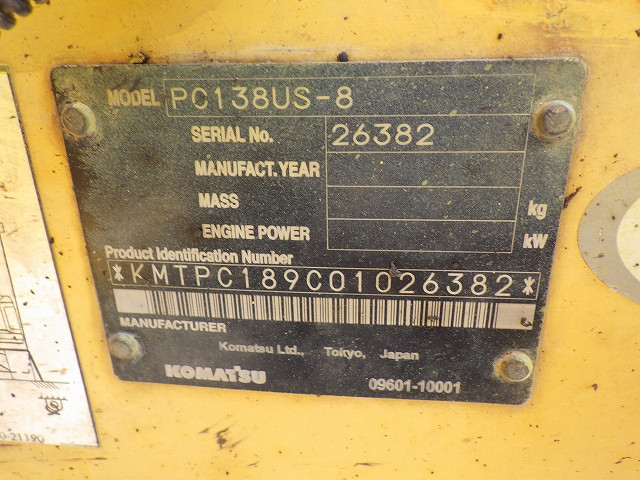 MODEL PC138US-8
SERIAL No. 26382
MANUFACT. YEAR
MASS kg
ENGINE POWER kW
Product Identification Number
*KMTPC189C01026382*
MANUFACTURER
Komatsu Ltd., Tokyo, Japan
KOMATSU 09601-10001